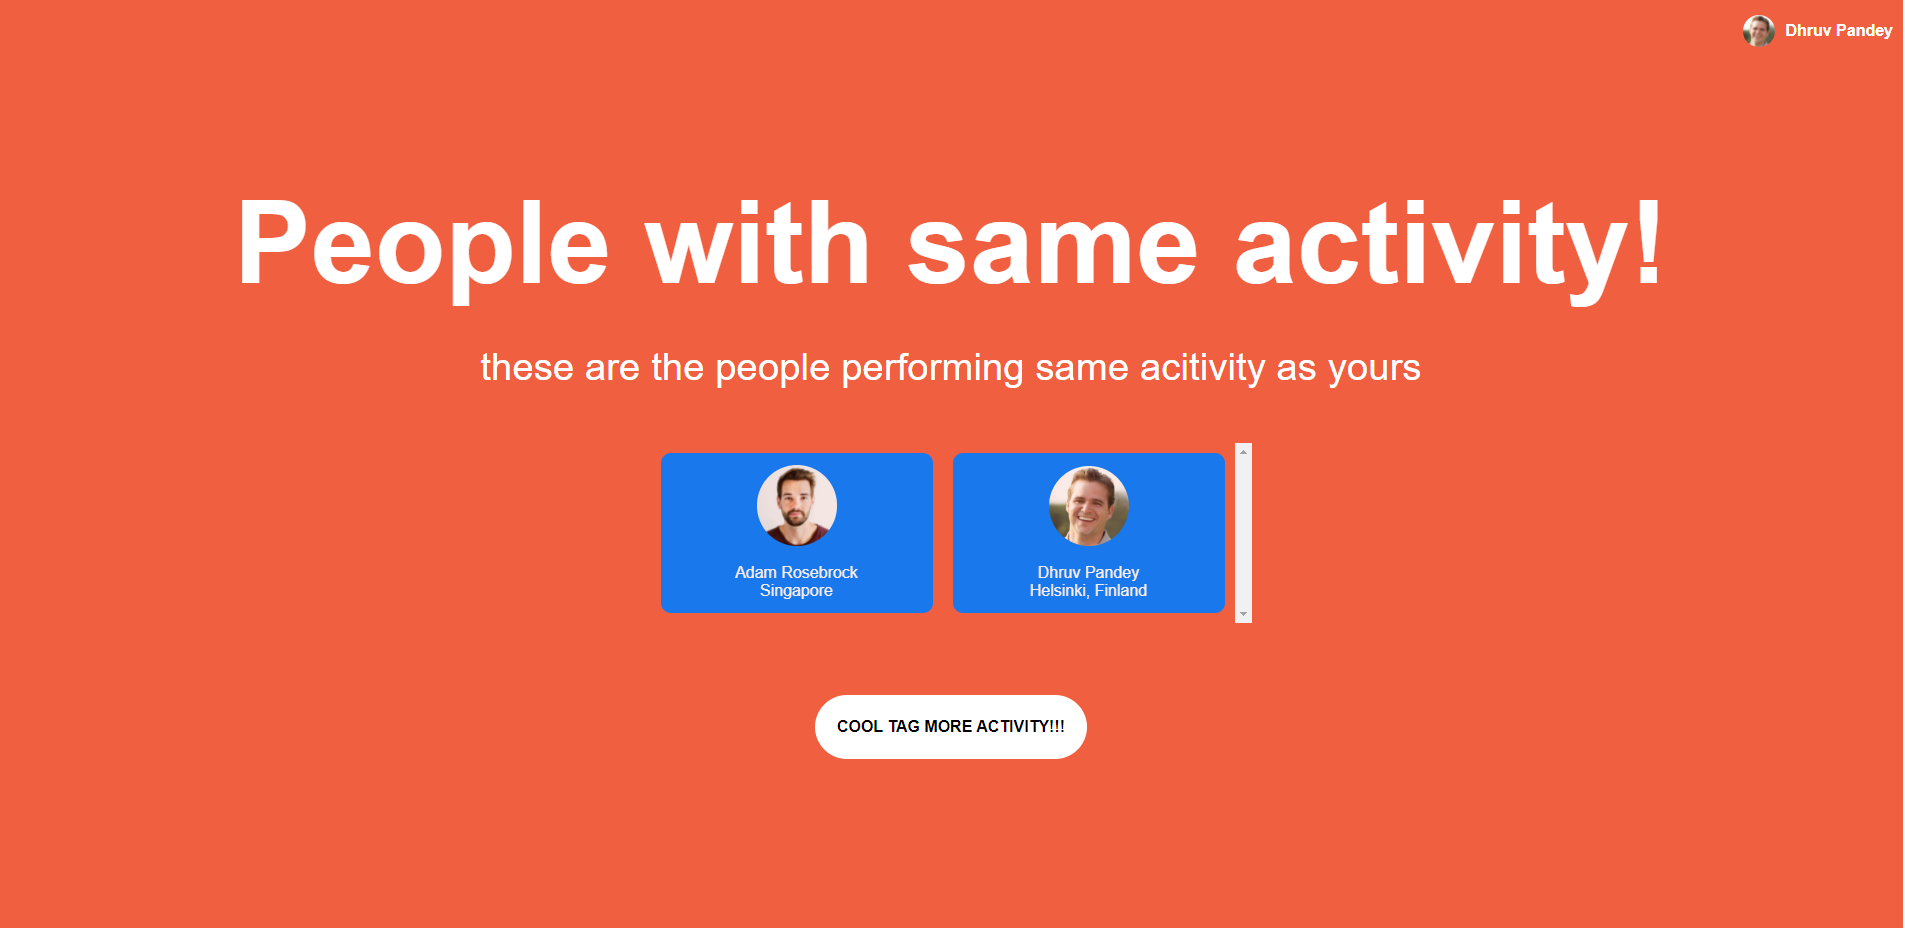 Dhruv Pandey
People with same activity!
these are the people performing same acitivity as yours
Adam Rosebrock
Singapore
Dhruv Pandey
Helsinki, Finland
COOL TAG MORE ACTIVITY!!!